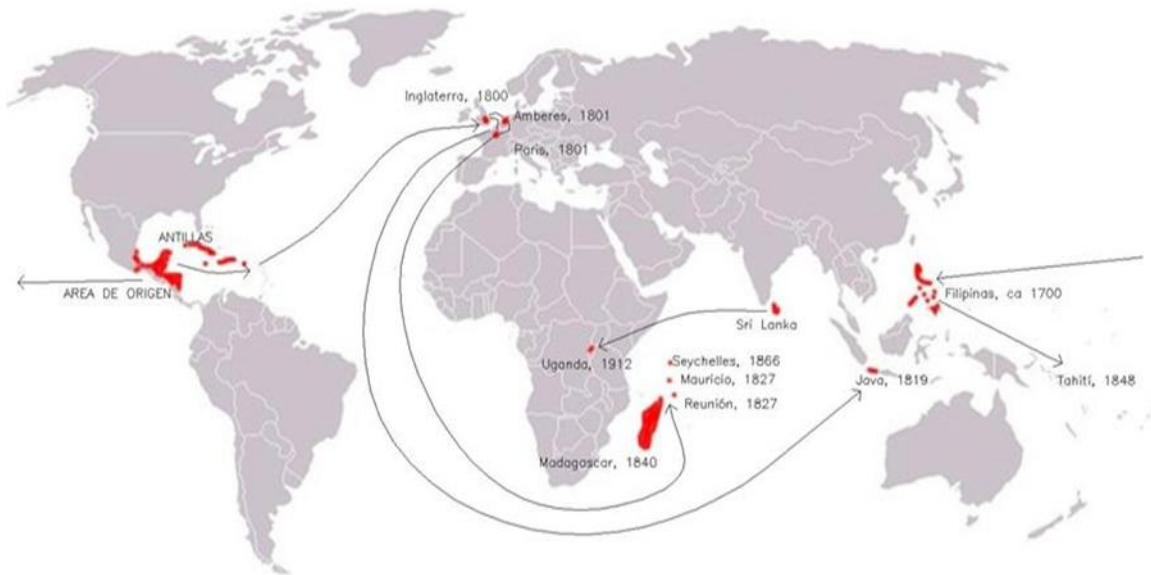 Inglaterra, 1800
Amberes, 1801
París, 1801
ANTILLAS
AREA DE ORIGEN
Filipinas, ca 1700
Sri Lanka
Uganda, 1912
Seychelles, 1866
Mauricio, 1827
Java, 1819
Tahití, 1848
Reunión, 1827
Madagascar, 1840